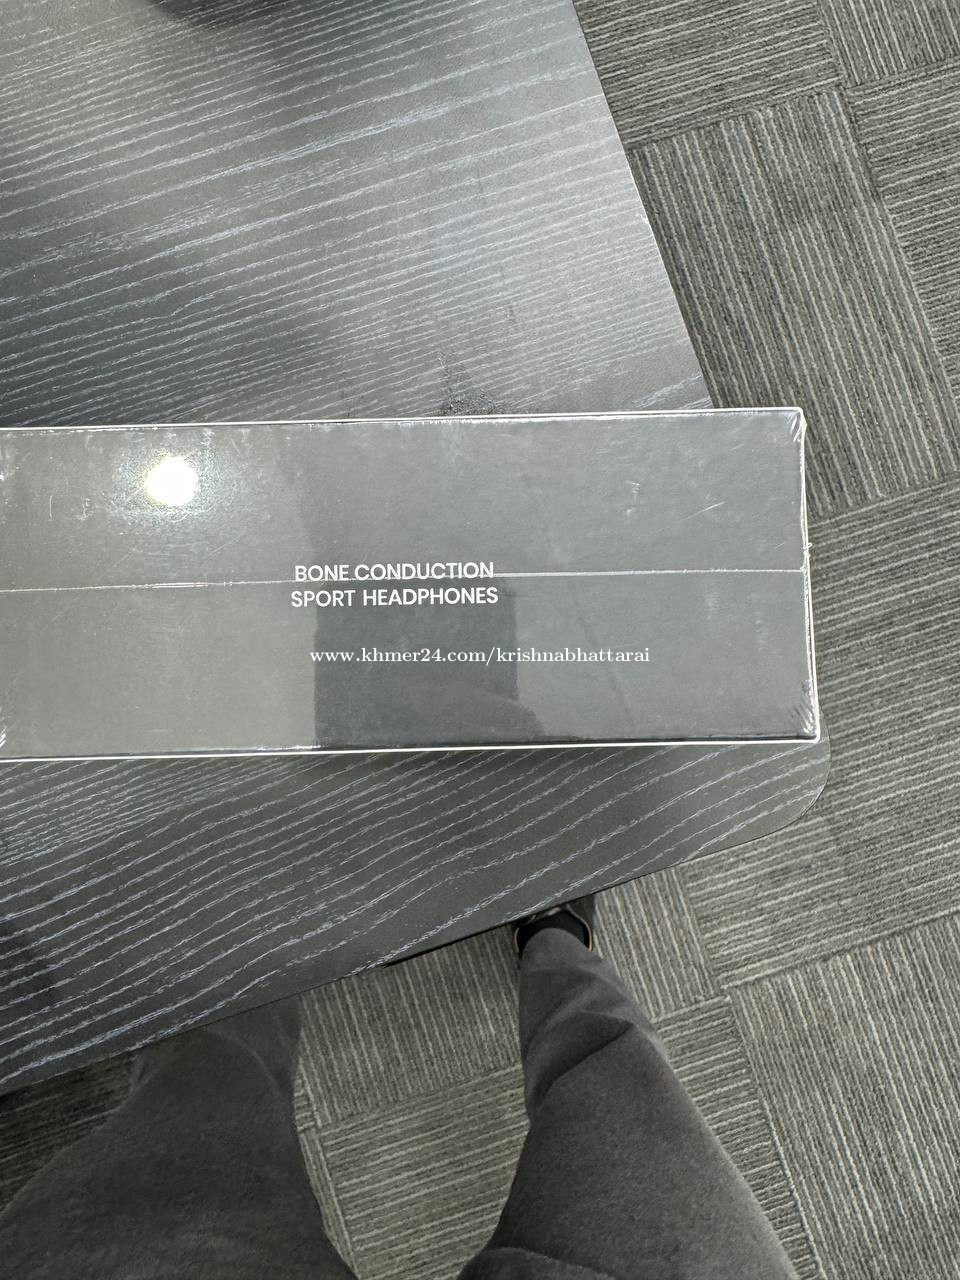 BONE CONDUCTION
SPORT HEADPHONES
www.khmer24.com/krishnabhattarai